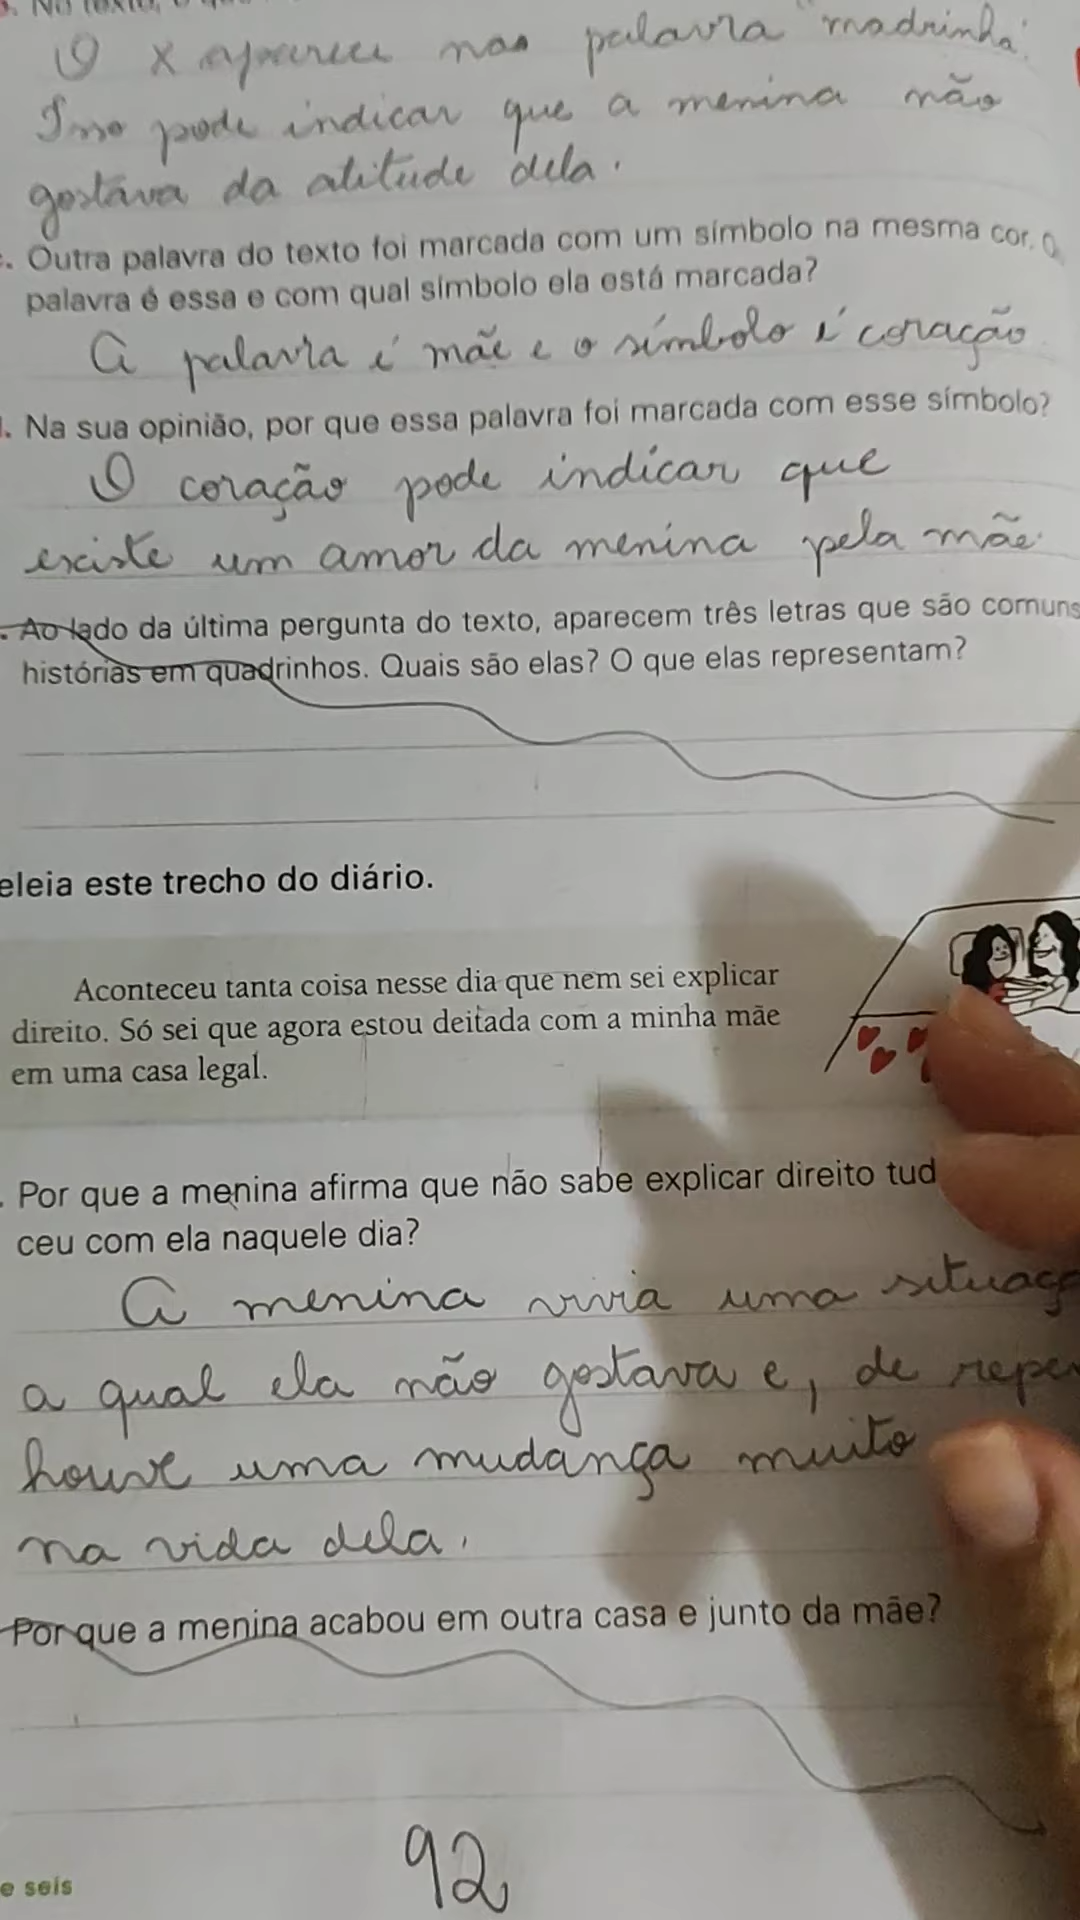 No texto, o
O x aparece nas palavra "madrinha".
Isso pode indicar que a menina não
gostava da atitude dela.
. Outra palavra do texto foi marcada com um símbolo na mesma cor. Q
palavra é essa e com qual símbolo ela está marcada?
A palavra é mãe e o símbolo é coração
. Na sua opinião, por que essa palavra foi marcada com esse símbolo?
O coração pode indicar que
existe um amor da menina pela mãe.
. Ao lado da última pergunta do texto, aparecem três letras que são comuns
histórias em quadrinhos. Quais são elas? O que elas representam?
eleia este trecho do diário.
Aconteceu tanta coisa nesse dia que nem sei explicar
direito. Só sei que agora estou deitada com a minha mãe
em uma casa legal.
. Por que a menina afirma que não sabe explicar direito tud
ceu com ela naquele dia?
A menina vivia uma situaç
a qual ela não gostava e, de repen
houve uma mudança muito
na vida dela.
Por que a menina acabou em outra casa e junto da mãe?
92
e seis